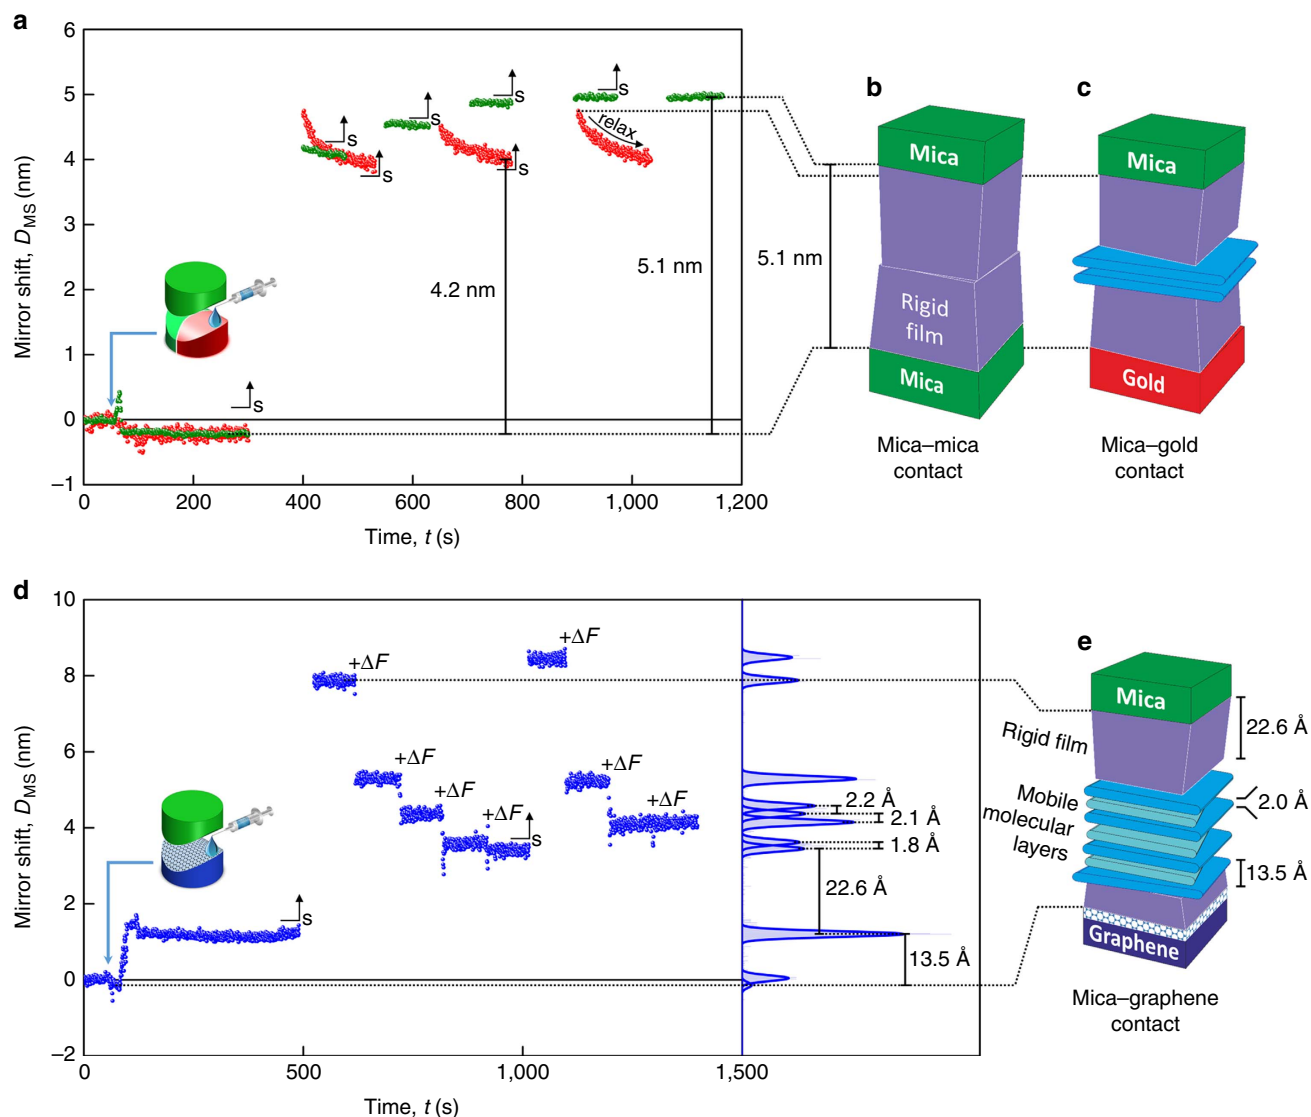 a
6
5
4
3
2
1
0
−1
Mirror shift, D_MS (nm)
0
200
400
600
800
1,000
1,200
Time, t (s)
s
s
s
s
s
s
s
relax
4.2 nm
5.1 nm
5.1 nm
b
Mica
Rigid
film
Mica
Mica–mica
contact
c
Mica
Gold
Mica–gold
contact
d
10
8
6
4
2
0
−2
Mirror shift, D_MS (nm)
0
500
1,000
1,500
Time, t (s)
s
+ΔF
+ΔF
+ΔF
+ΔF
s
+ΔF
+ΔF
+ΔF
2.2 Å
2.1 Å
1.8 Å
22.6 Å
13.5 Å
e
Mica
Rigid film
22.6 Å
Mobile
molecular
layers
2.0 Å
13.5 Å
Graphene
Mica–graphene
contact